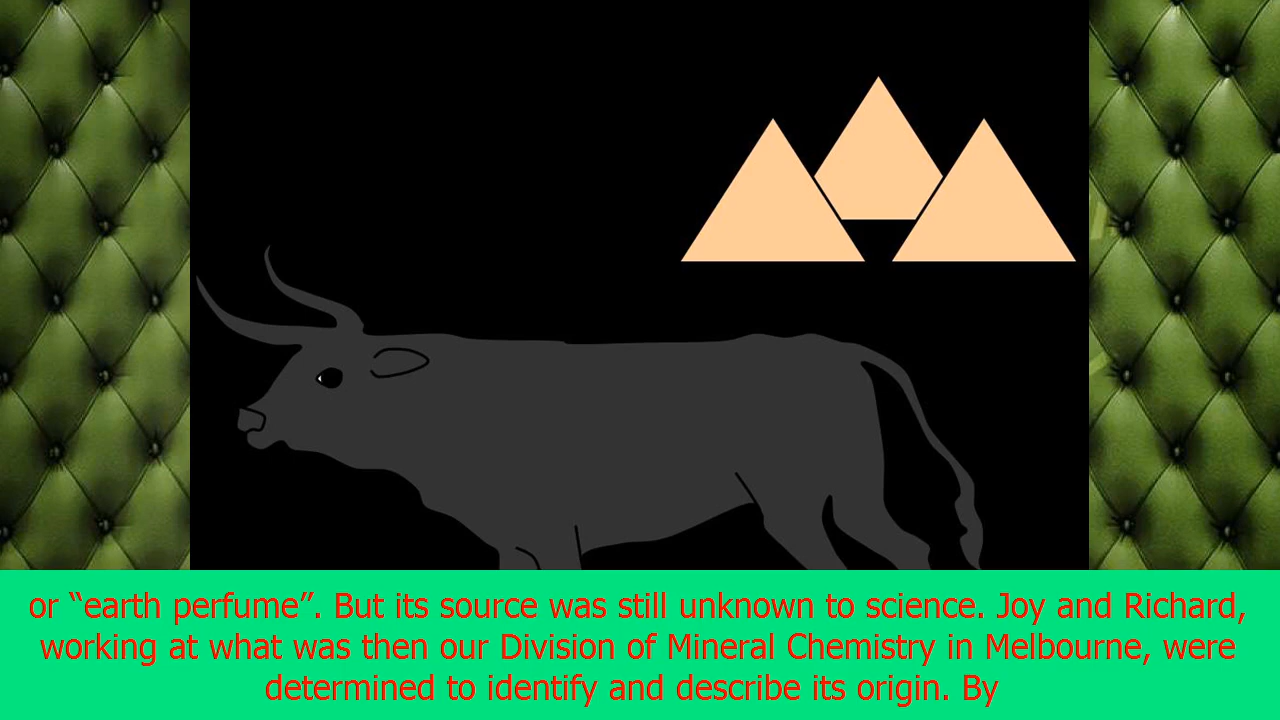 or “earth perfume”. But its source was still unknown to science. Joy and Richard,
working at what was then our Division of Mineral Chemistry in Melbourne, were
determined to identify and describe its origin. By